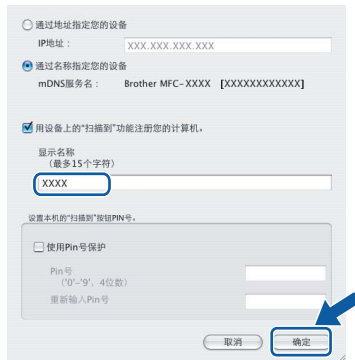 通过地址指定您的设备
IP地址： XXX.XXX.XXX.XXX
通过名称指定您的设备
mDNS服务名： Brother MFC-XXXX [XXXXXXXXXXXX]
用设备上的"扫描到"功能注册您的计算机。
显示名称
（最多15个字符）
XXXX
设置本机的"扫描到"按钮PIN号。
使用Pin号保护
Pin号
（'0'-'9'、4位数）
重新输入Pin号
取消 确定